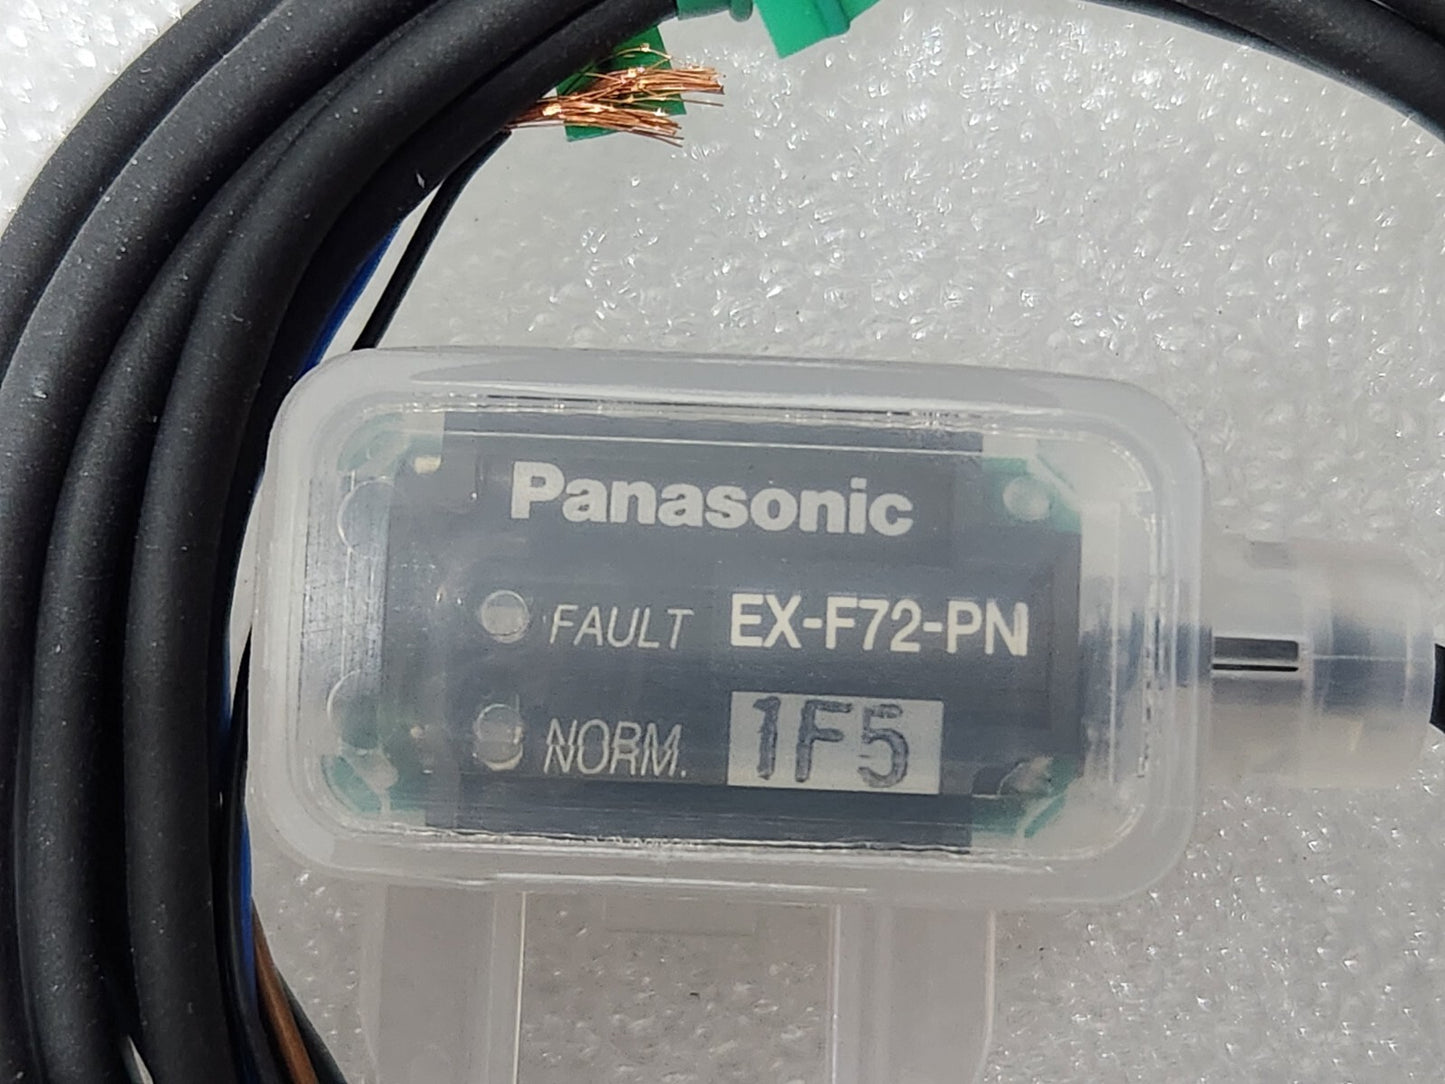 Panasonic
FAULT EX-F72-PN
NORM. 1F5